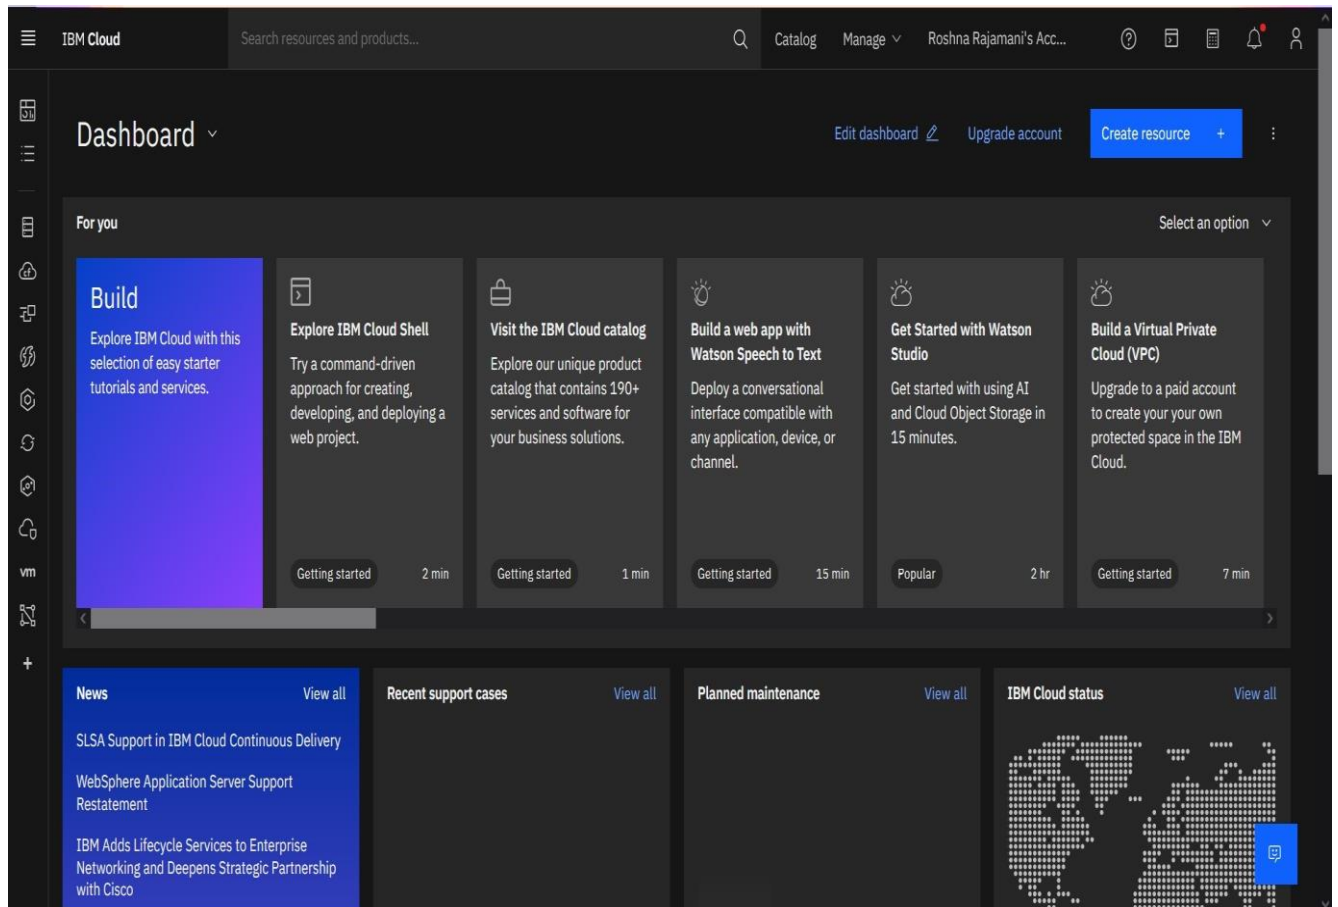 IBM Cloud
Search resources and products...
Catalog
Manage
Roshna Rajamani's Acc...
Dashboard
Edit dashboard
Upgrade account
Create resource +
For you
Select an option
Build
Explore IBM Cloud with this
selection of easy starter
tutorials and services.
Explore IBM Cloud Shell
Try a command-driven
approach for creating,
developing, and deploying a
web project.
Getting started
2 min
Visit the IBM Cloud catalog
Explore our unique product
catalog that contains 190+
services and software for
your business solutions.
Getting started
1 min
Build a web app with
Watson Speech to Text
Deploy a conversational
interface compatible with
any application, device, or
channel.
Getting started
15 min
Get Started with Watson
Studio
Get started with using AI
and Cloud Object Storage in
15 minutes.
Popular
2 hr
Build a Virtual Private
Cloud (VPC)
Upgrade to a paid account
to create your your own
protected space in the IBM
Cloud.
Getting started
7 min
vm
News
View all
SLSA Support in IBM Cloud Continuous Delivery
WebSphere Application Server Support
Restatement
IBM Adds Lifecycle Services to Enterprise
Networking and Deepens Strategic Partnership
with Cisco
Recent support cases
View all
Planned maintenance
View all
IBM Cloud status
View all